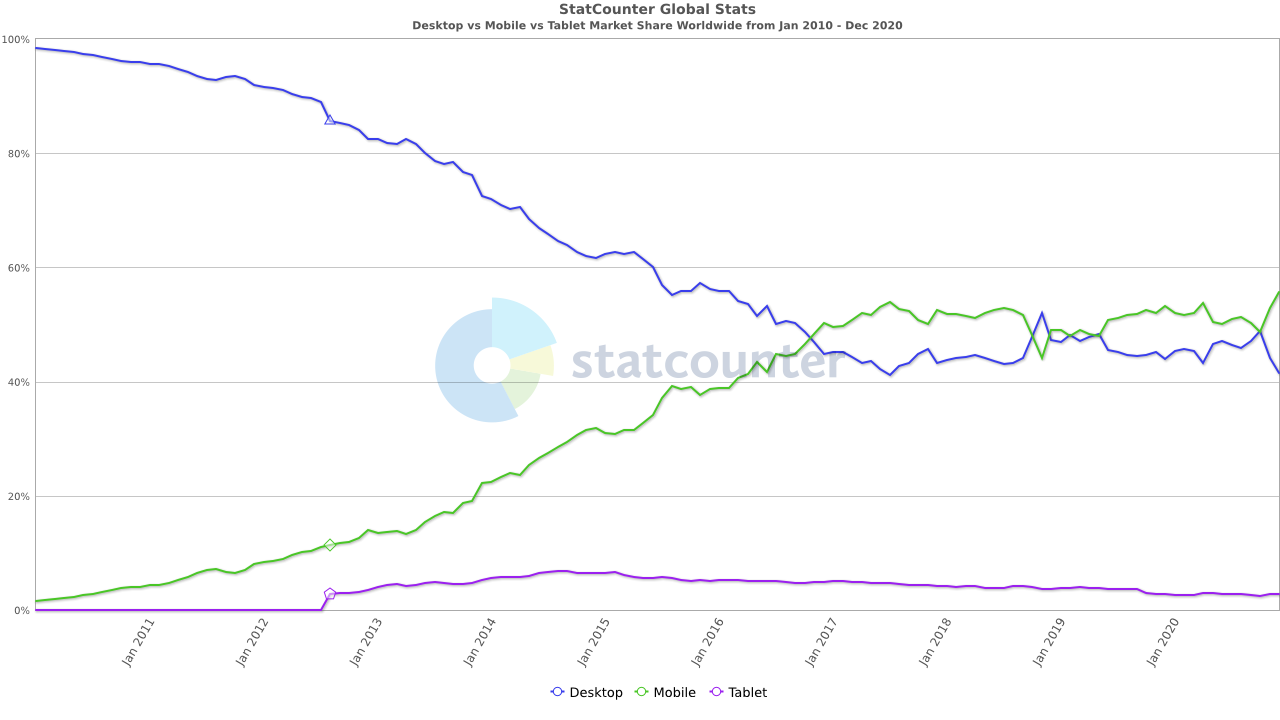 StatCounter Global Stats
Desktop vs Mobile vs Tablet Market Share Worldwide from Jan 2010 - Dec 2020
100%
80%
60%
statcounter
40%
20%
0%
Jan 2011 Jan 2012 Jan 2013 Jan 2014 Jan 2015 Jan 2016 Jan 2017 Jan 2018 Jan 2019 Jan 2020
Desktop Mobile Tablet